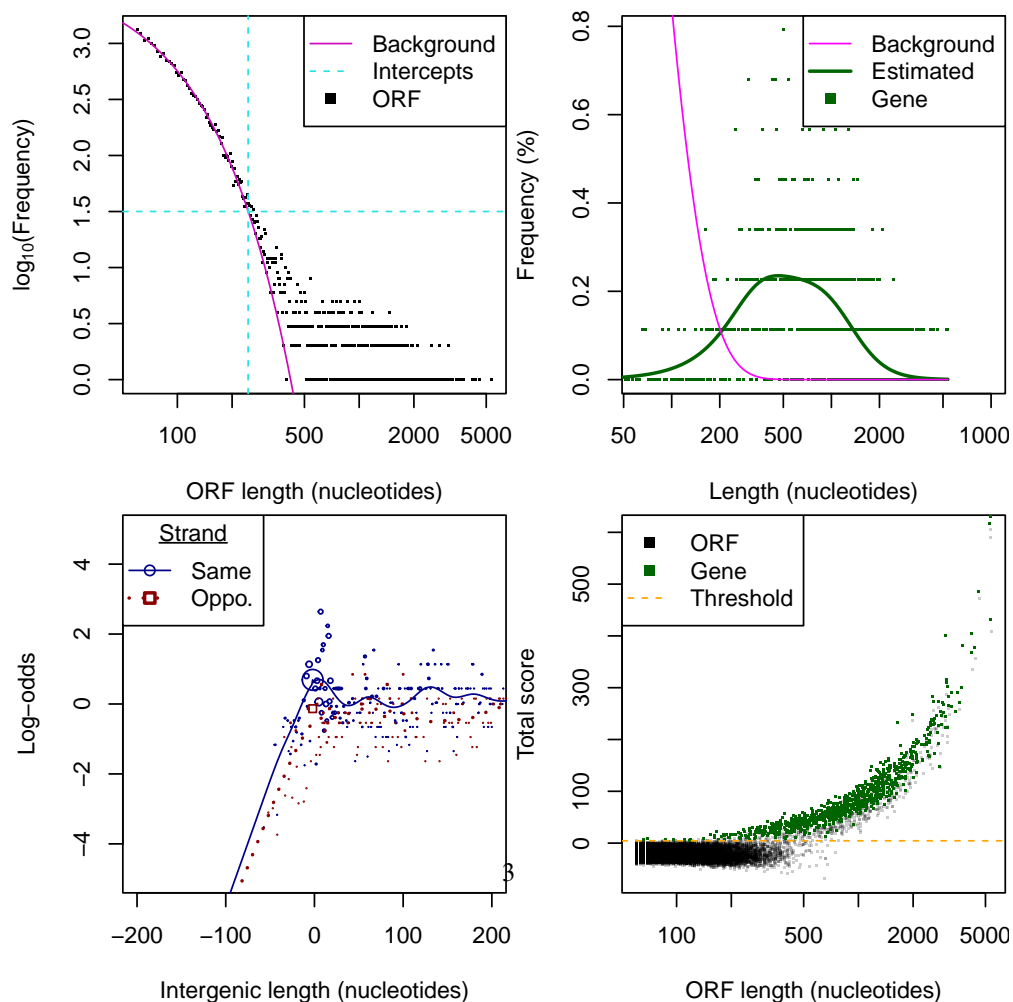 Background
Intercepts
ORF
log10(Frequency)
3.0
2.5
2.0
1.5
1.0
0.5
0.0
100
500
2000
5000
ORF length (nucleotides)
Background
Estimated
Gene
Frequency (%)
0.8
0.6
0.4
0.2
0.0
50
200
500
2000
1000
Length (nucleotides)
Strand
Same
Oppo.
Log−odds
4
2
0
−2
−4
3
−200
−100
0
100
200
Intergenic length (nucleotides)
ORF
Gene
Threshold
Total score
500
300
100
0
100
500
2000
5000
ORF length (nucleotides)